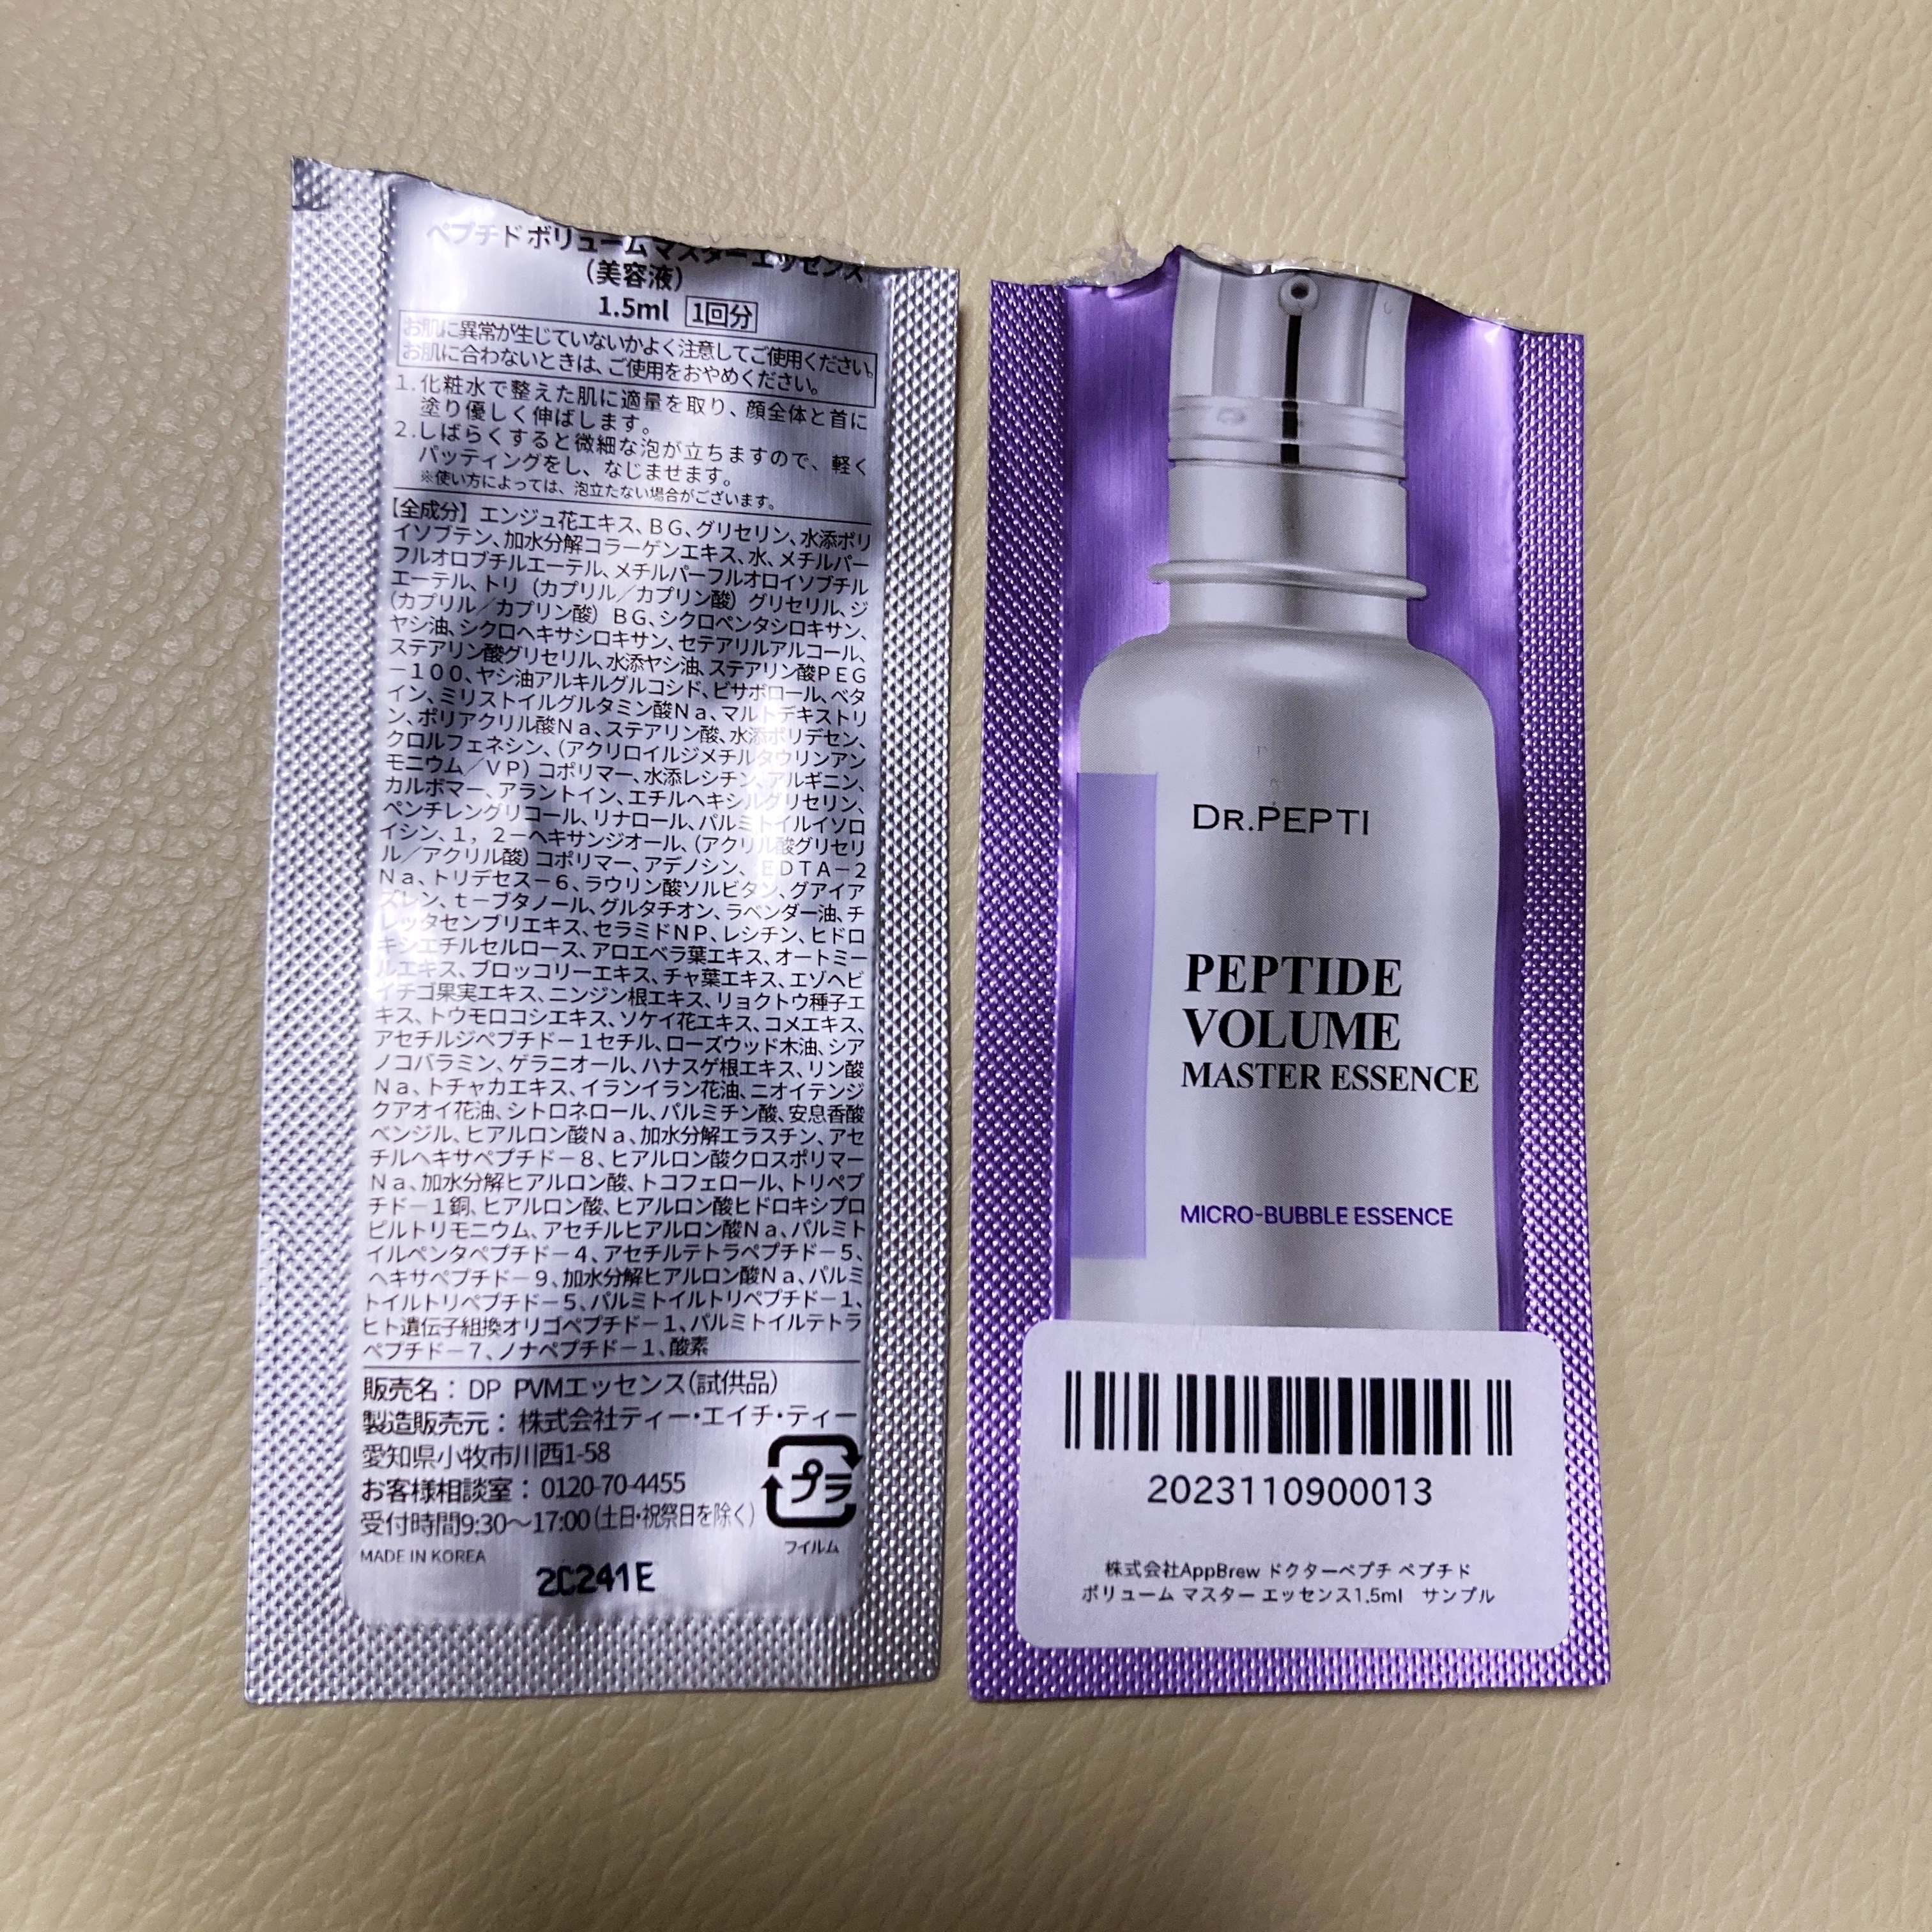 ペプチド ボリューム マスター エッセンス
(美容液)
1.5ml 1回分
お肌に異常が生じていないかよく注意してご使用ください。
お肌に合わないときは、ご使用をおやめください。
1.化粧水で整えた肌に適量を取り、顔全体と首に
塗り優しく伸ばします。
2.しばらくすると微細な泡が立ちますので、軽く
パッティングをし、なじませます。
※使い方によっては、泡立たない場合がございます。
【全成分】エンジュ花エキス、BG、グリセリン、水添ポリ
イソブテン、加水分解コラーゲンエキス、水、メチルパー
フルオロブチルエーテル、メチルパーフルオロイソブチル
エーテル、トリ(カプリル/カプリン酸)グリセリル、ジ
(カプリル/カプリン酸)BG、シクロペンタシロキサン、
ヤシ油、シクロヘキサシロキサン、セテアリルアルコール、
ステアリン酸グリセリル、水添ヤシ油、ステアリン酸PEG
-100、ヤシ油アルキルグルコシド、ビサボロール、ベタ
イン、ミリストイルグルタミン酸Na、マルトデキストリ
ン、ポリアクリル酸Na、ステアリン酸、水添ポリデセン、
クロルフェネシン、(アクリロイルジメチルタウリンアン
モニウム/VP)コポリマー、水添レシチン、アルギニン、
カルボマー、アラントイン、エチルヘキシルグリセリン、
ペンチレングリコール、リナロール、パルミトイルイソロ
イシン、1,2-ヘキサンジオール、(アクリル酸グリセリ
ル/アクリル酸)コポリマー、アデノシン、EDTA-2
Na、トリデセス-6、ラウリン酸ソルビタン、グアイア
ズレン、t-ブタノール、グルタチオン、ラベンダー油、チ
レッタセンブリエキス、セラミドNP、レシチン、ヒドロ
キシエチルセルロース、アロエベラ葉エキス、オートミー
ルエキス、ブロッコリーエキス、チャ葉エキス、エゾヘビ
イチゴ果実エキス、ニンジン根エキス、リョクトウ種子エ
キス、トウモロコシエキス、ソケイ花エキス、コメエキス、
アセチルジペプチド-1セチル、ローズウッド木油、シア
ノコバラミン、ゲラニオール、ハナスゲ根エキス、リン酸
Na、トチャカエキス、イランイラン花油、ニオイテンジ
クアオイ花油、シトロネロール、パルミチン酸、安息香酸
ベンジル、ヒアルロン酸Na、加水分解エラスチン、アセ
チルヘキサペプチド-8、ヒアルロン酸クロスポリマー
Na、加水分解ヒアルロン酸、トコフェロール、トリペプ
チド-1銅、ヒアルロン酸、ヒアルロン酸ヒドロキシプロ
ピルトリモニウム、アセチルヒアルロン酸Na、パルミト
イルペンタペプチド-4、アセチルテトラペプチド-5、
ヘキサペプチド-9、加水分解ヒアルロン酸Na、パルミ
トイルトリペプチド-5、パルミトイルトリペプチド-1、
ヒト遺伝子組換オリゴペプチド-1、パルミトイルテトラ
ペプチド-7、ノナペプチド-1、酸素
販売名:DP PVMエッセンス(試供品)
製造販売元:株式会社ティー・エイチ・ティー
愛知県小牧市川西1-58
お客様相談室:0120-70-4455
受付時間9:30〜17:00(土日・祝祭日を除く)
MADE IN KOREA
プラ
フィルム
2C241E
DR.PEPTI
PEPTIDE
VOLUME
MASTER ESSENCE
MICRO-BUBBLE ESSENCE
2023110900013
株式会社AppBrew ドクターペプチ ペプチド
ボリューム マスター エッセンス1.5ml サンプル